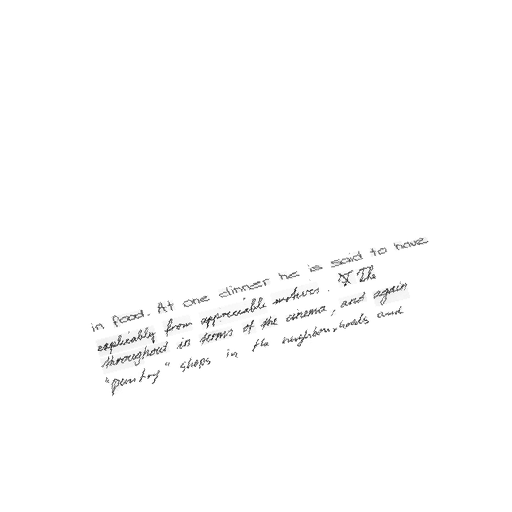 in food. At one dinner he is said to have
explicably from appreciable motives. The
throughout in terms of the cinema, and again
"pantry" shops in the neighbourhoods and